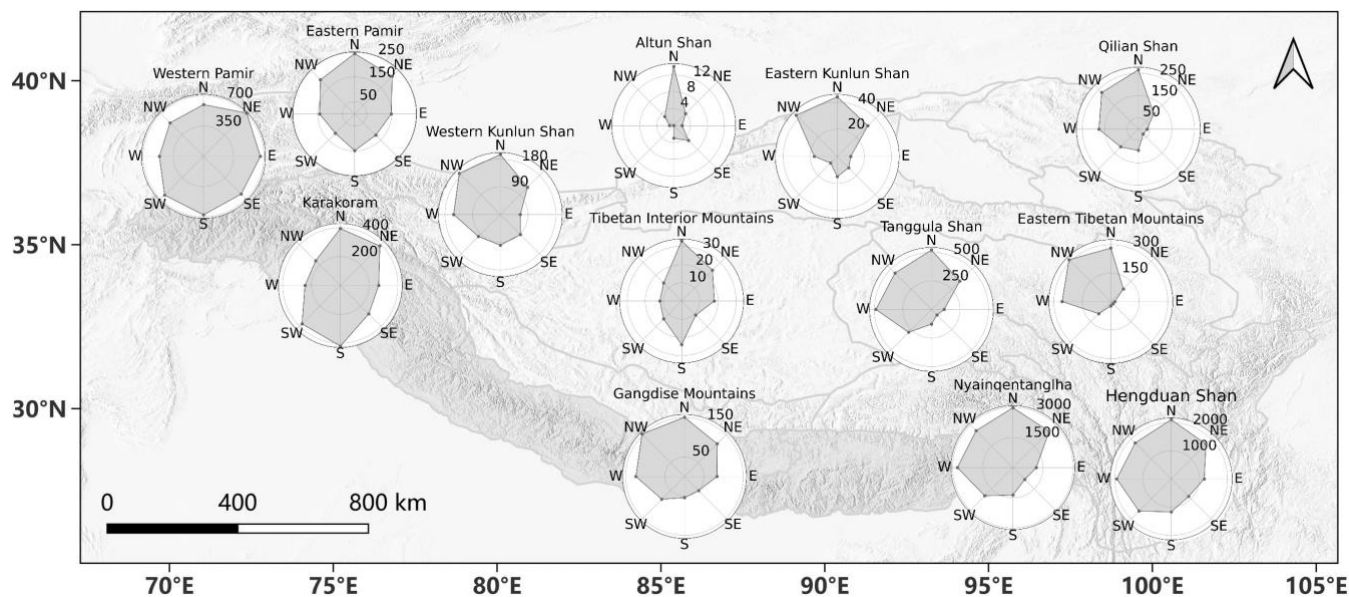 Eastern Pamir
N
250
NW
NE
150
50
W
E
SW
SE
S
Western Pamir
N
700
NW
NE
350
W
E
SW
SE
S
Karakoram
N
400
NW
NE
200
W
E
SW
SE
S
Western Kunlun Shan
N
180
NW
NE
90
W
E
SW
SE
S
Altun Shan
N
12
NW
NE
8
4
W
E
SW
SE
S
Eastern Kunlun Shan
N
40
NW
NE
20
W
E
SW
SE
S
Qilian Shan
N
250
NW
NE
150
50
W
E
SW
SE
S
Tibetan Interior Mountains
N
30
NW
NE
20
10
W
E
SW
SE
S
Tanggula Shan
N
500
NW
NE
250
W
E
SW
SE
S
Eastern Tibetan Mountains
N
300
NW
NE
150
W
E
SW
SE
S
Gangdise Mountains
N
150
NW
NE
50
W
E
SW
SE
S
Nyainqentanglha
N
3000
NW
NE
1500
W
E
SW
SE
S
Hengduan Shan
N
2000
NW
NE
1000
W
E
SW
SE
S
40°N
35°N
30°N
0 400 800 km
70°E 75°E 80°E 85°E 90°E 95°E 100°E 105°E